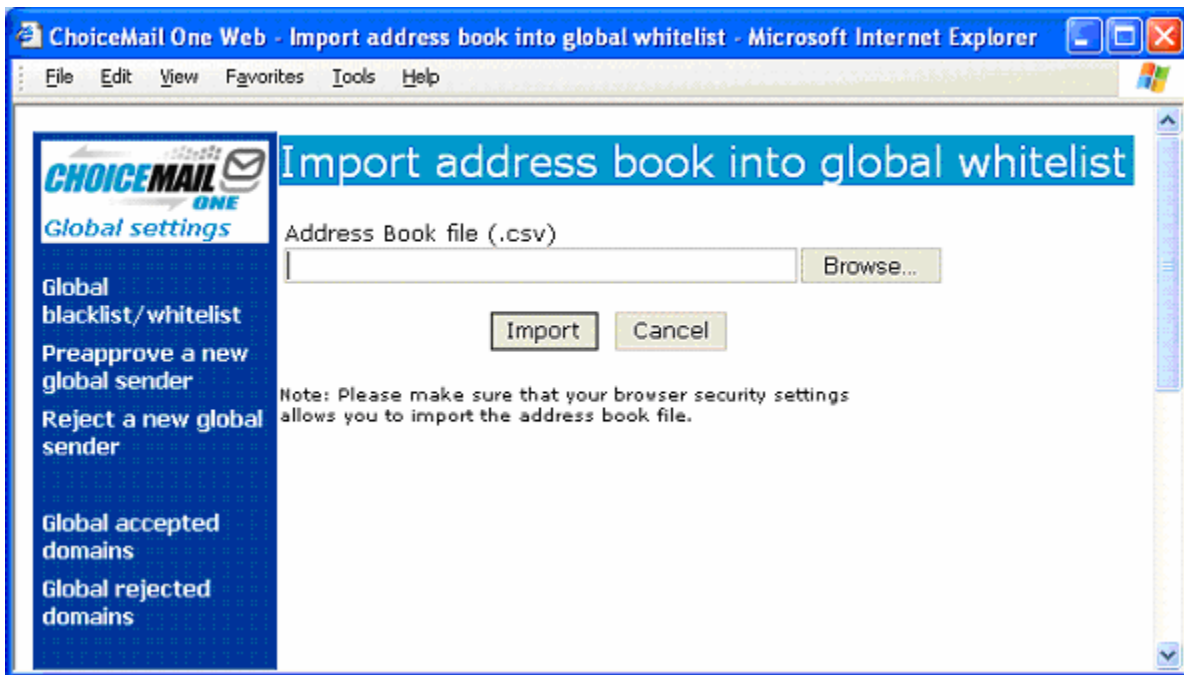 ChoiceMail One Web - Import address book into global whitelist - Microsoft Internet Explorer
File Edit View Favorites Tools Help
CHOICEMAIL
ONE
Global settings
Global
blacklist/whitelist
Preapprove a new
global sender
Reject a new global
sender
Global accepted
domains
Global rejected
domains
Import address book into global whitelist
Address Book file (.csv)
Browse...
Import Cancel
Note: Please make sure that your browser security settings
allows you to import the address book file.